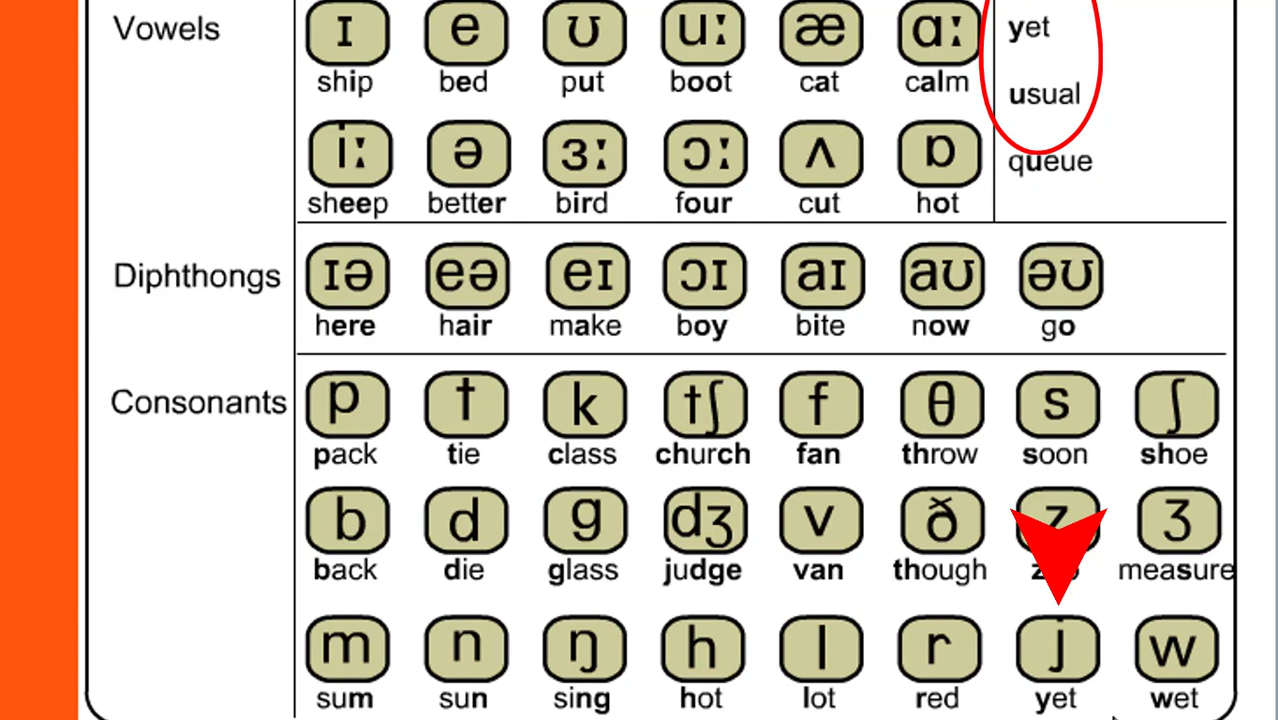 Vowels ɪ e ʊ uː æ ɑː yet
ship bed put boot cat calm usual
iː ə ɜː ɔː ʌ ɒ queue
sheep better bird four cut hot
Diphthongs ɪə eə eɪ ɔɪ aɪ aʊ əʊ
here hair make boy bite now go
Consonants p t k tʃ f θ s ʃ
pack tie class church fan throw soon shoe
b d g dʒ v ð z ʒ
back die glass judge van though measure
m n ŋ h l r j w
sum sun sing hot lot red yet wet